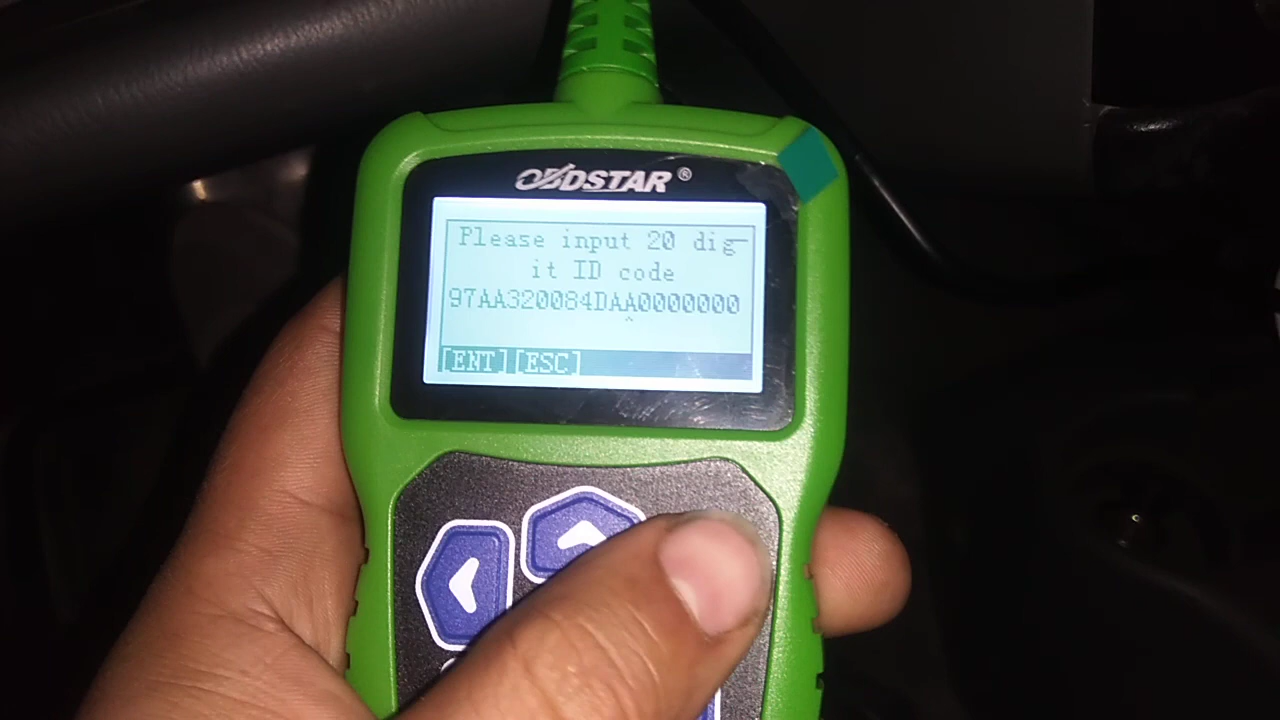 OBDSTAR®
Please input 20 dig-
it ID code
97AA320084DAA0000000
^
[ENT][ESC]